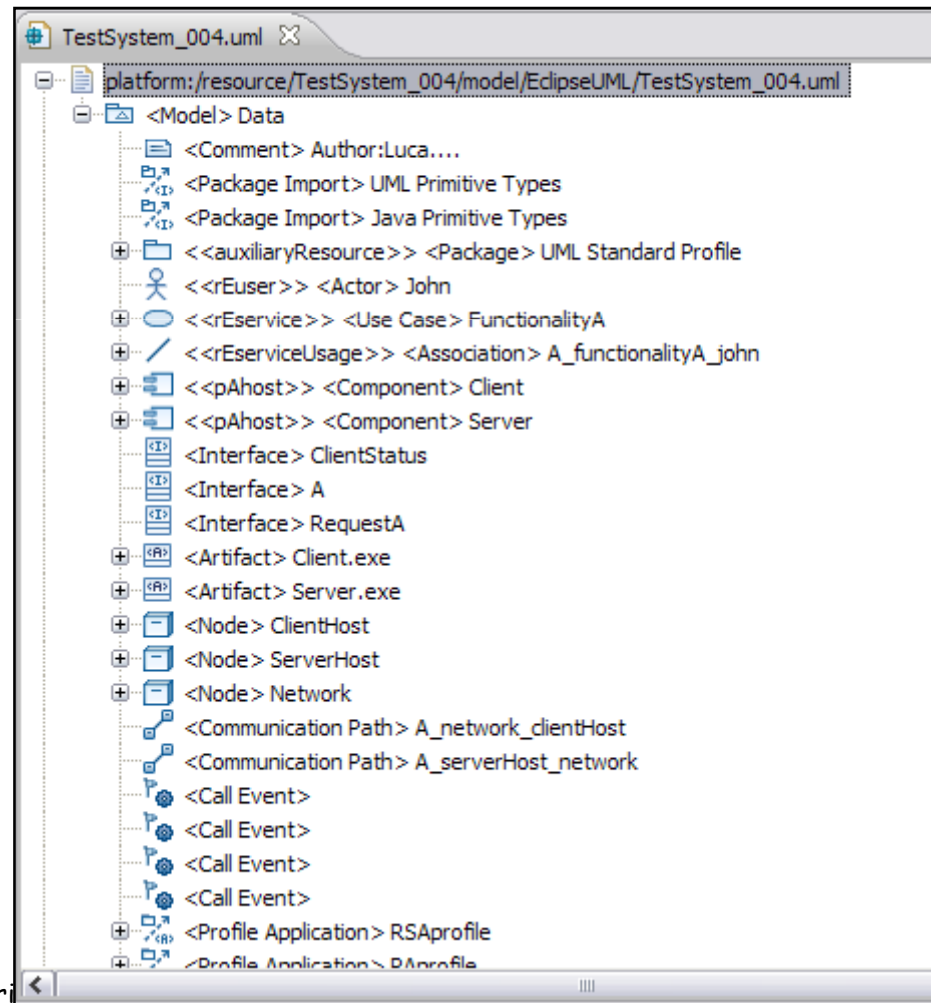 TestSystem_004.uml
platform:/resource/TestSystem_004/model/EclipseUML/TestSystem_004.uml
<Model> Data
<Comment> Author:Luca....
<Package Import> UML Primitive Types
<Package Import> Java Primitive Types
<<auxiliaryResource>> <Package> UML Standard Profile
<<rEuser>> <Actor> John
<<rEservice>> <Use Case> FunctionalityA
<<rEserviceUsage>> <Association> A_functionalityA_john
<<pAhost>> <Component> Client
<<pAhost>> <Component> Server
<Interface> ClientStatus
<Interface> A
<Interface> RequestA
<Artifact> Client.exe
<Artifact> Server.exe
<Node> ClientHost
<Node> ServerHost
<Node> Network
<Communication Path> A_network_clientHost
<Communication Path> A_serverHost_network
<Call Event>
<Call Event>
<Call Event>
<Call Event>
<Profile Application> RSAprofile
<Profile Application> PAprofile